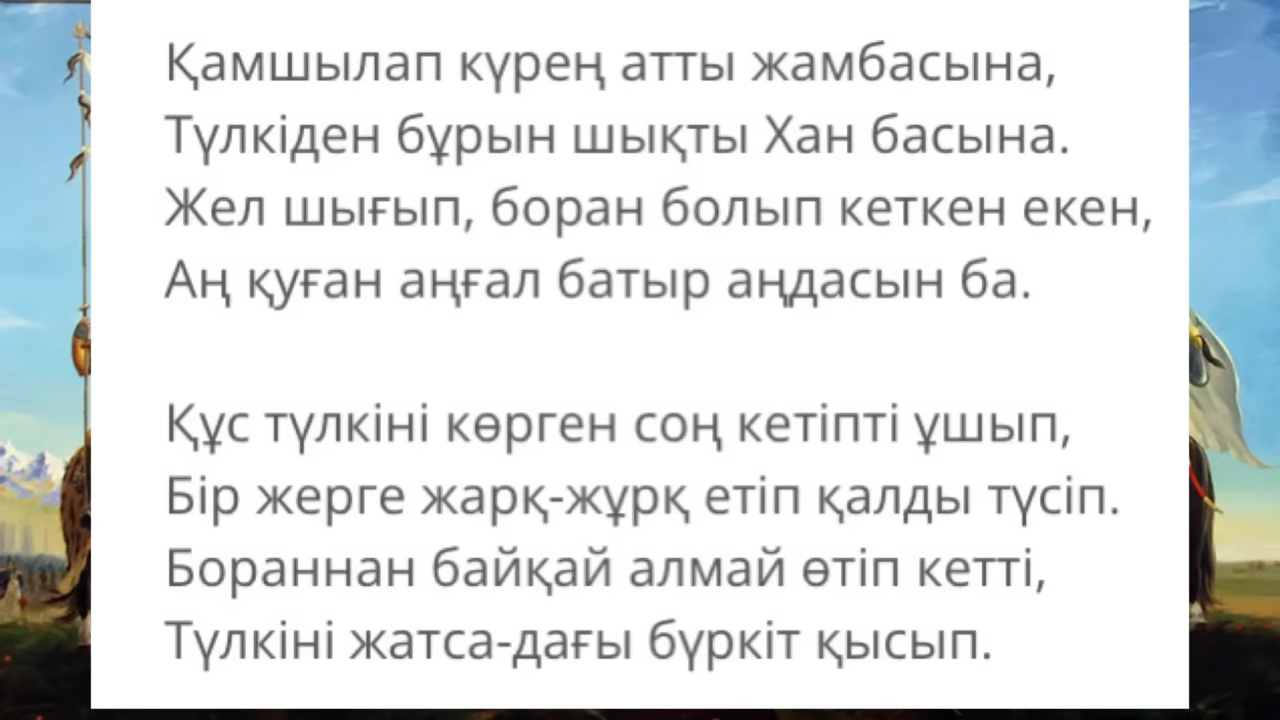 Қамшылап күрең атты жамбасына,
Түлкіден бұрын шықты Хан басына.
Жел шығып, боран болып кеткен екен,
Аң қуған аңғал батыр аңдасын ба.
Құс түлкіні көрген соң кетіпті ұшып,
Бір жерге жарқ-жұрқ етіп қалды түсіп.
Бораннан байқай алмай өтіп кетті,
Түлкіні жатса-дағы бүркіт қысып.